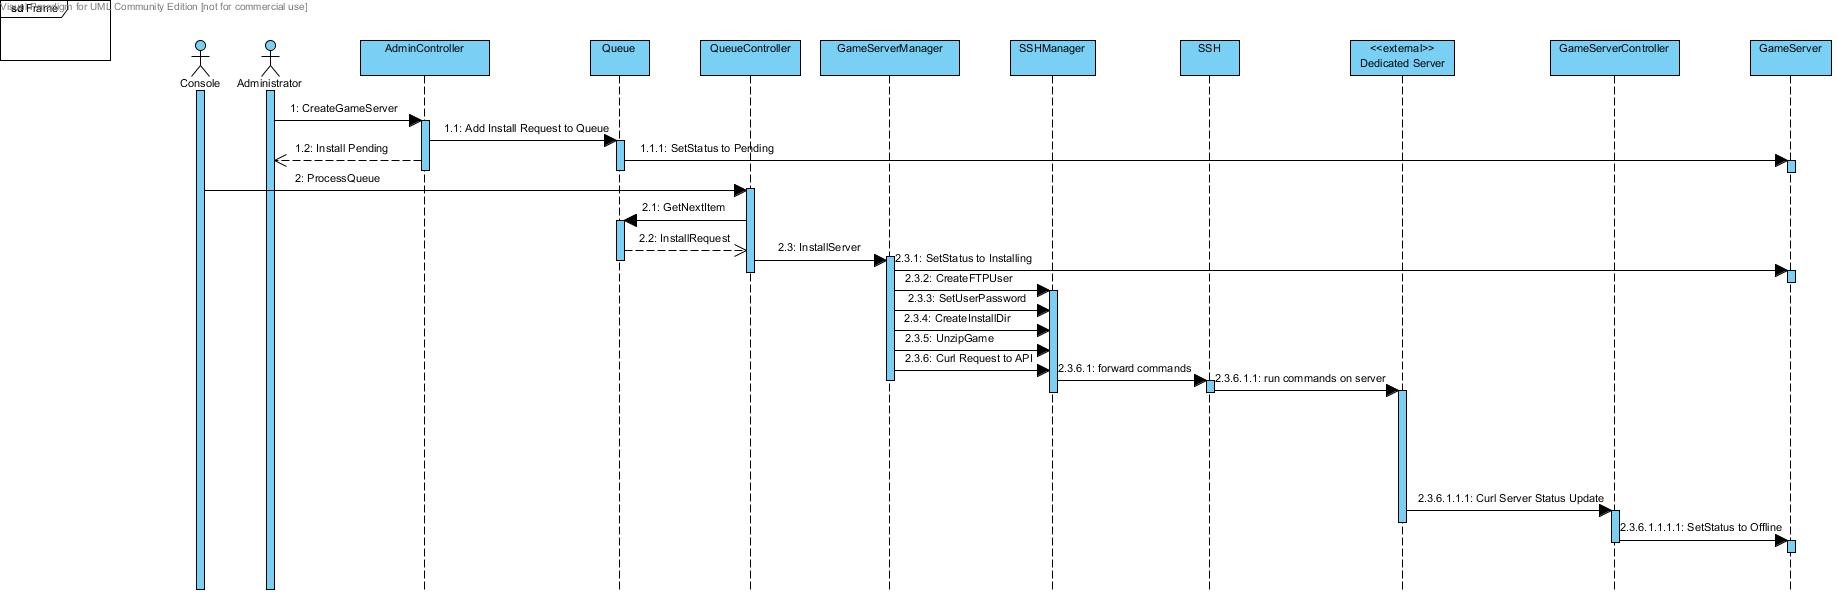 Visual Paradigm for UML Community Edition [not for commercial use]
sd Frame
AdminController
Queue
QueueController
GameServerManager
SSHManager
SSH
<<external>>
Dedicated Server
GameServerController
GameServer
Console
Administrator
1: CreateGameServer
1.1: Add Install Request to Queue
1.2: Install Pending
1.1.1: SetStatus to Pending
2: ProcessQueue
2.1: GetNextItem
2.2: InstallRequest
2.3: InstallServer
2.3.1: SetStatus to Installing
2.3.2: CreateFTPUser
2.3.3: SetUserPassword
2.3.4: CreateInstallDir
2.3.5: UnzipGame
2.3.6: Curl Request to API
2.3.6.1: forward commands
2.3.6.1.1: run commands on server
2.3.6.1.1.1: Curl Server Status Update
2.3.6.1.1.1.1: SetStatus to Offline